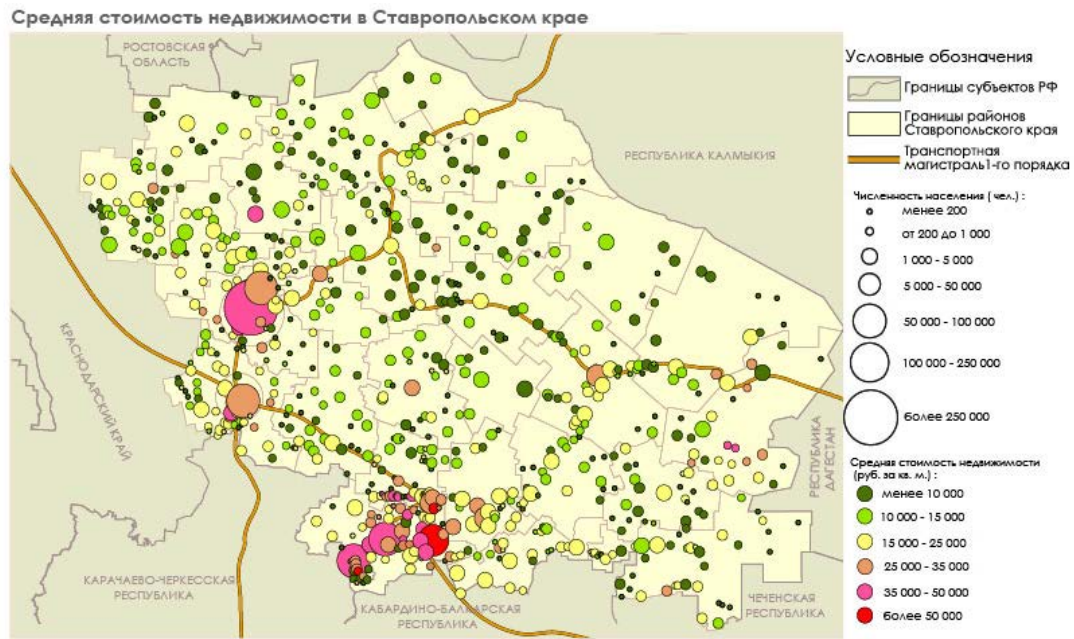 Средняя стоимость недвижимости в Ставропольском крае
РОСТОВСКАЯ
ОБЛАСТЬ
РЕСПУБЛИКА КАЛМЫКИЯ
КРАСНОДАРСКИЙ КРАЙ
РЕСПУБЛИКА
ДАГЕСТАН
КАРАЧАЕВО-ЧЕРКЕССКАЯ
РЕСПУБЛИКА
КАБАРДИНО-БАЛКАРСКАЯ
РЕСПУБЛИКА
ЧЕЧЕНСКАЯ
РЕСПУБЛИКА
Условные обозначения
Границы субъектов РФ
Границы районов
Ставропольского края
Транспортная
магистраль1-го порядка
Численность населения ( чел.) :
менее 200
от 200 до 1 000
1 000 - 5 000
5 000 - 50 000
50 000 - 100 000
100 000 - 250 000
более 250 000
Средняя стоимость недвижимости
(руб. за кв. м.) :
менее 10 000
10 000 - 15 000
15 000 - 25 000
25 000 - 35 000
35 000 - 50 000
более 50 000